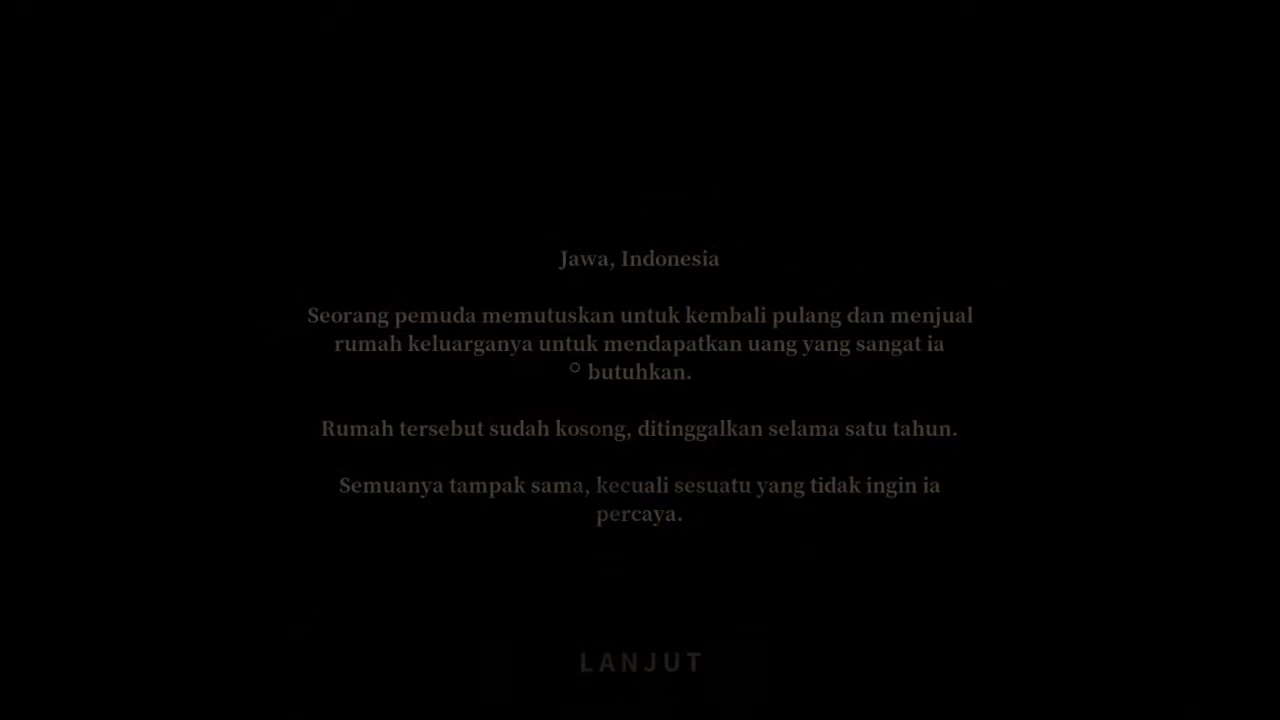 Jawa, Indonesia
Seorang pemuda memutuskan untuk kembali pulang dan menjual
rumah keluarganya untuk mendapatkan uang yang sangat ia
butuhkan.
Rumah tersebut sudah kosong, ditinggalkan selama satu tahun.
Semuanya tampak sama, kecuali sesuatu yang tidak ingin ia
percaya.
LANJUT